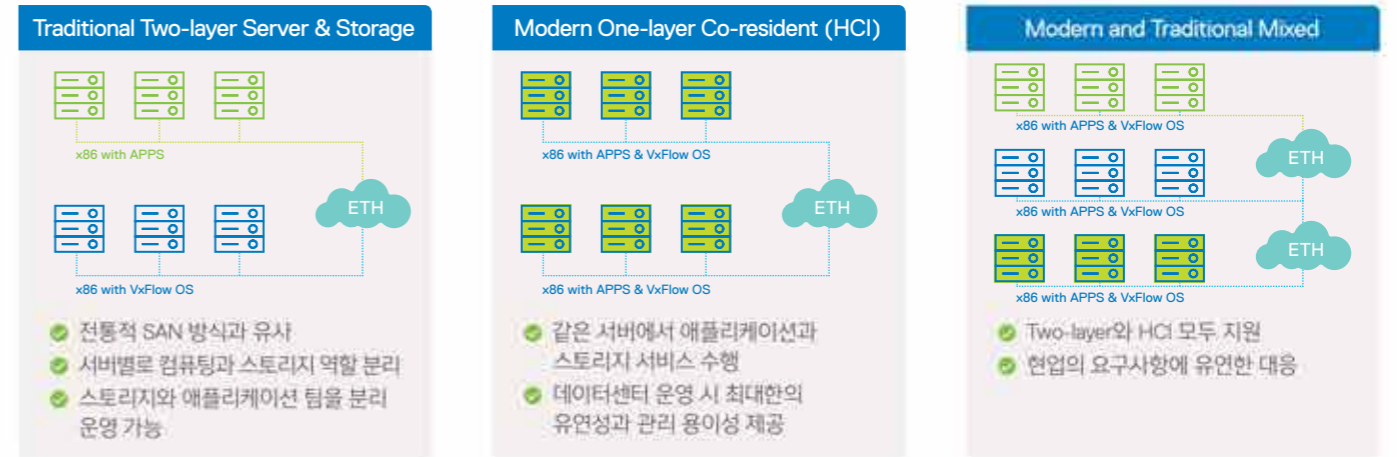 Traditional Two-layer Server & Storage
x86 with APPS
ETH
x86 with VxFlow OS
전통적 SAN 방식과 유사
서버별로 컴퓨팅과 스토리지 역할 분리
스토리지와 애플리케이션 팀을 분리
운영 가능
Modern One-layer Co-resident (HCI)
x86 with APPS & VxFlow OS
ETH
x86 with APPS & VxFlow OS
같은 서버에서 애플리케이션과
스토리지 서비스 수행
데이터센터 운영 시 최대한의
유연성과 관리 용이성 제공
Modern and Traditional Mixed
x86 with APPS & VxFlow OS
ETH
x86 with APPS & VxFlow OS
ETH
x86 with APPS & VxFlow OS
Two-layer와 HCI 모두 지원
현업의 요구사항에 유연한 대응